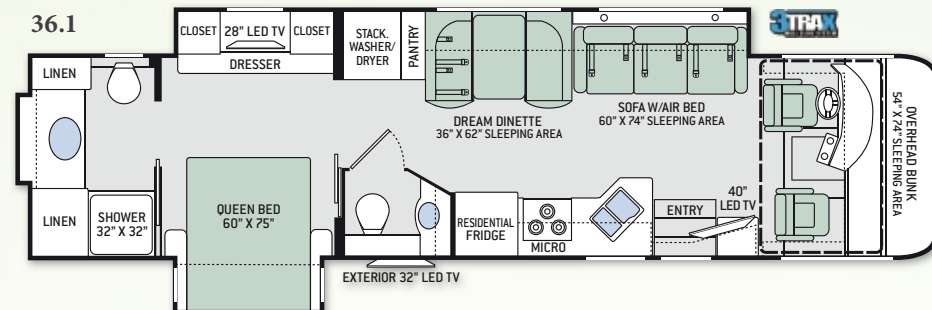 36.1
3TRAX
CLOSET
28" LED TV
CLOSET
DRESSER
STACK.
WASHER/
DRYER
PANTRY
LINEN
DREAM DINETTE
36" X 62" SLEEPING AREA
SOFA W/AIR BED
60" X 74" SLEEPING AREA
OVERHEAD BUNK
54" X 74" SLEEPING AREA
LINEN
SHOWER
32" X 32"
QUEEN BED
60" X 75"
RESIDENTIAL
FRIDGE
MICRO
ENTRY
40"
LED TV
EXTERIOR 32" LED TV